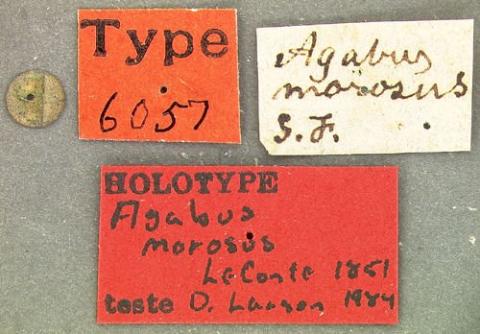 Type
6057
Agabus
morosus
S.F.
HOLOTYPE
Agabus
morosus
LeConte 1851
teste D. Larson 1984